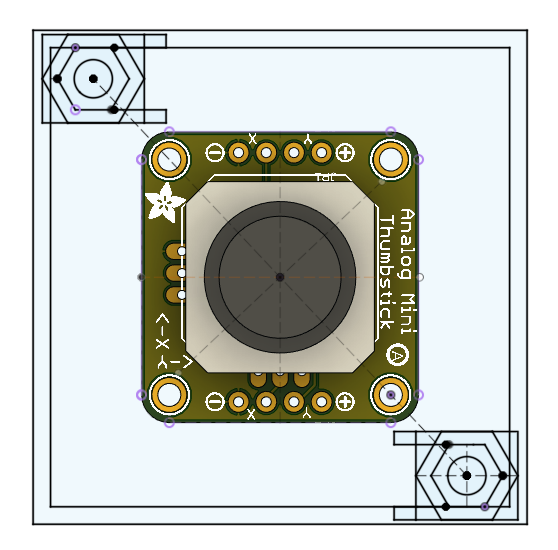 X Y
Analog Mini
Thumbstick
A
<-X
Y->
X Y